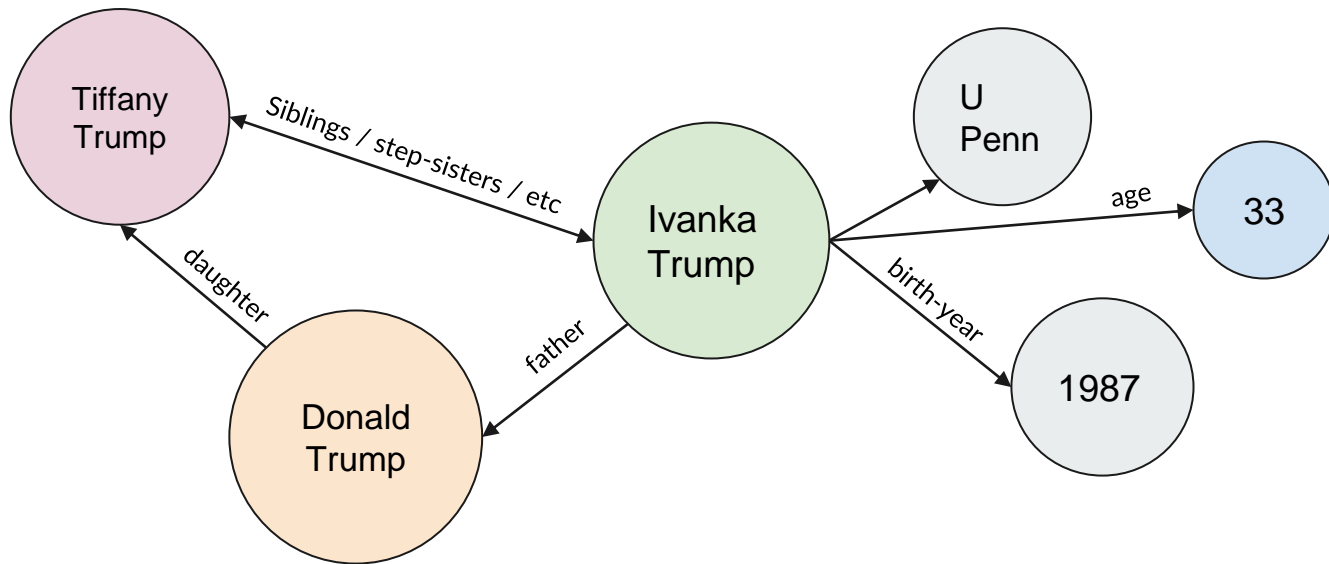 Tiffany
Trump
Siblings / step-sisters / etc
U
Penn
age
33
Ivanka
Trump
daughter
birth-year
father
1987
Donald
Trump